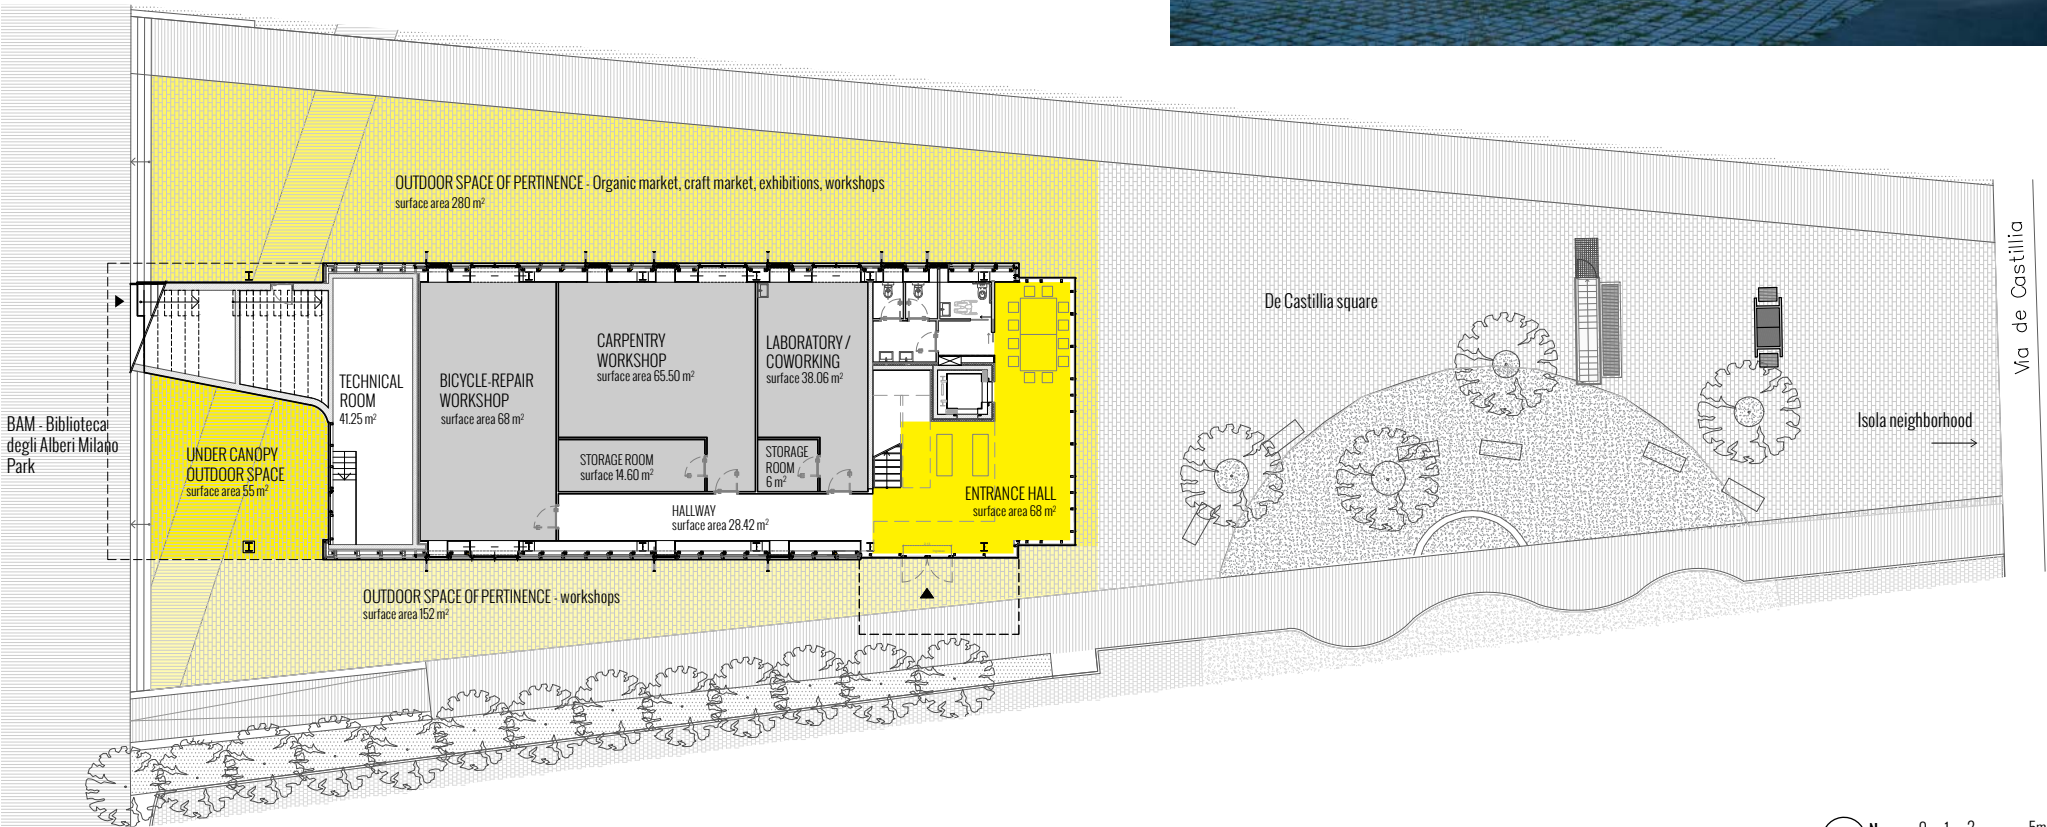 OUTDOOR SPACE OF PERTINENCE - Organic market, craft market, exhibitions, workshops
surface area 280 m²
Via de Castillia
De Castillia square
CARPENTRY
WORKSHOP
surface area 65.50 m²
LABORATORY /
COWORKING
surface 38.06 m²
TECHNICAL
ROOM
41.25 m²
BICYCLE-REPAIR
WORKSHOP
surface area 68 m²
BAM - Biblioteca
degli Alberi Milano
Park
Isola neighborhood
UNDER CANOPY
OUTDOOR SPACE
surface area 55 m²
STORAGE ROOM
surface 14.60 m²
STORAGE
ROOM
6 m²
ENTRANCE HALL
surface area 68 m²
HALLWAY
surface area 28.42 m²
OUTDOOR SPACE OF PERTINENCE - workshops
surface area 152 m²
N 0 1 2 5m